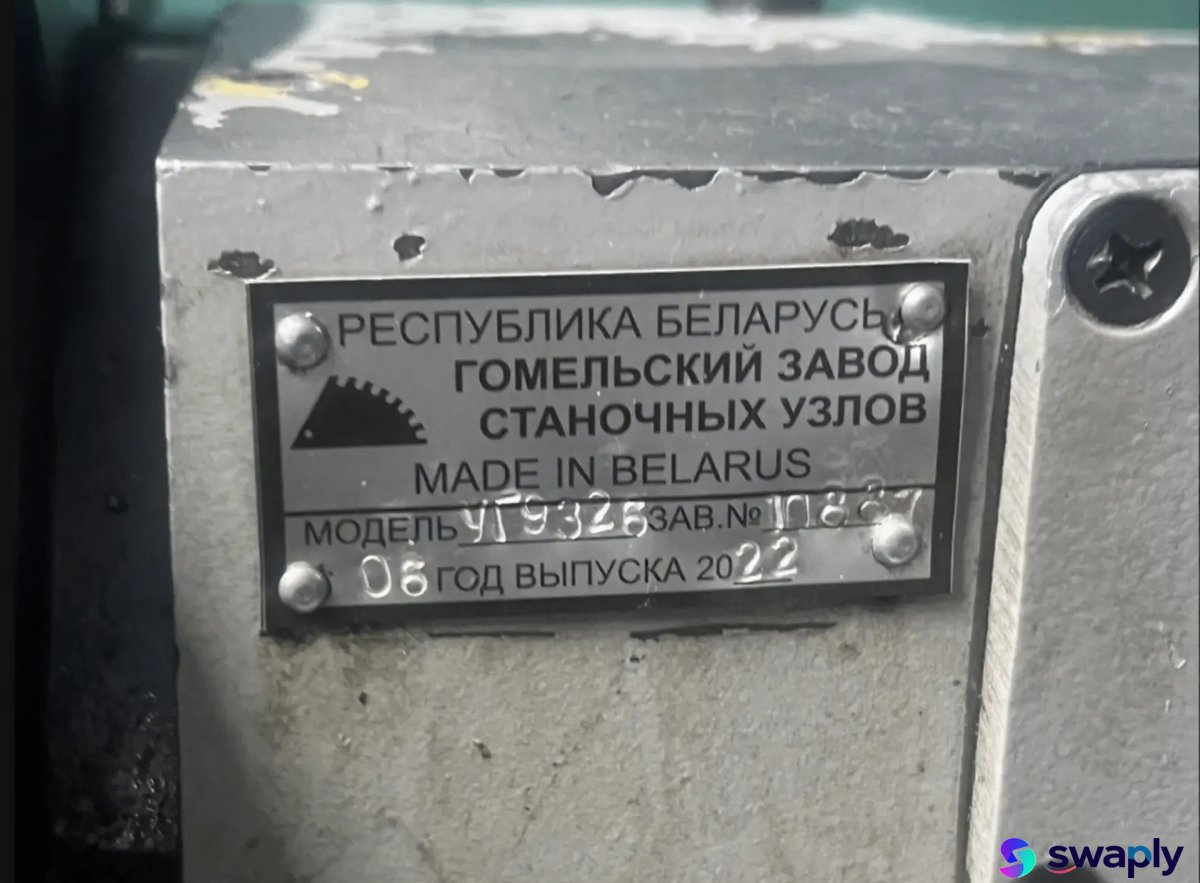 РЕСПУБЛИКА БЕЛАРУСЬ
ГОМЕЛЬСКИЙ ЗАВОД
СТАНОЧНЫХ УЗЛОВ
MADE IN BELARUS
МОДЕЛЬ УГ9326 ЗАВ.№
06 ГОД ВЫПУСКА 2022
swaply